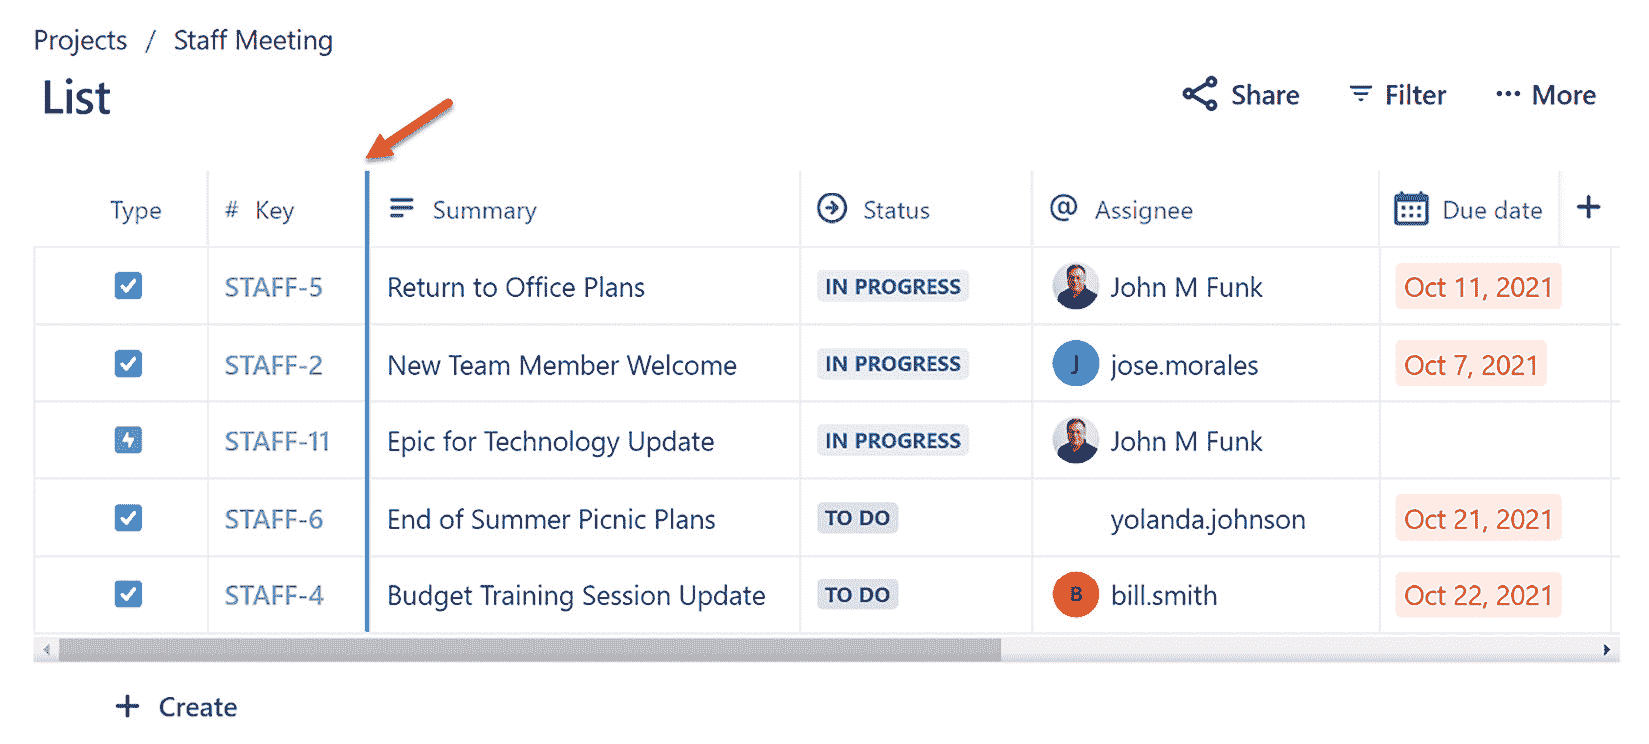 Projects / Staff Meeting
List
Share Filter ··· More
Type # Key Summary Status @ Assignee Due date +
STAFF-5 Return to Office Plans IN PROGRESS John M Funk Oct 11, 2021
STAFF-2 New Team Member Welcome IN PROGRESS J jose.morales Oct 7, 2021
STAFF-11 Epic for Technology Update IN PROGRESS John M Funk
STAFF-6 End of Summer Picnic Plans TO DO yolanda.johnson Oct 21, 2021
STAFF-4 Budget Training Session Update TO DO B bill.smith Oct 22, 2021
+ Create